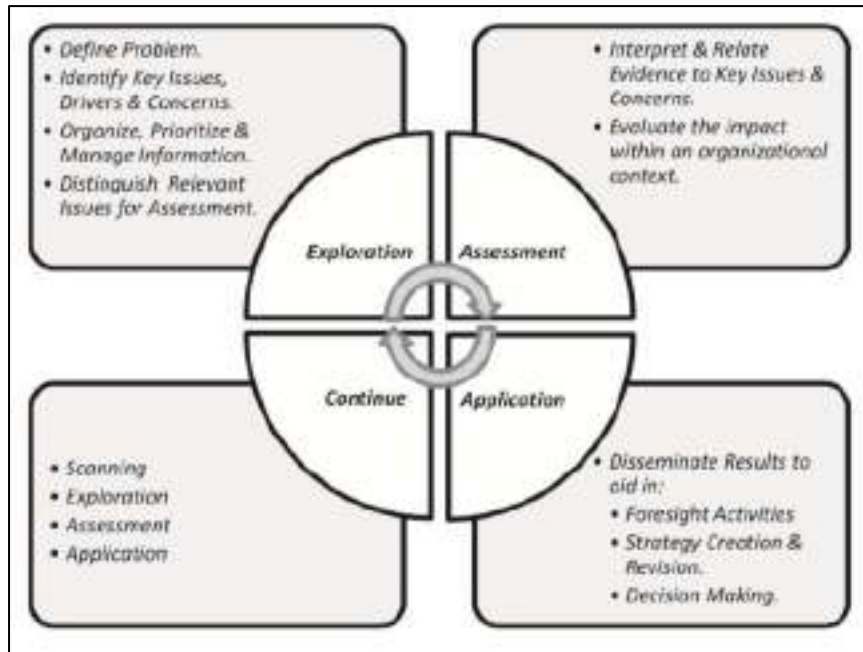 • Define Problem.
• Identify Key Issues,
Drivers & Concerns.
• Organize, Prioritize &
Manage Information.
• Distinguish Relevant
Issues for Assessment.
• Interpret & Relate
Evidence to Key Issues &
Concerns.
• Evaluate the impact
within an organizational
context.
Exploration
Assessment
Continue
Application
• Scanning
• Exploration
• Assessment
• Application
• Disseminate Results to
aid in:
• Foresight Activities
• Strategy Creation &
Revision.
• Decision Making.